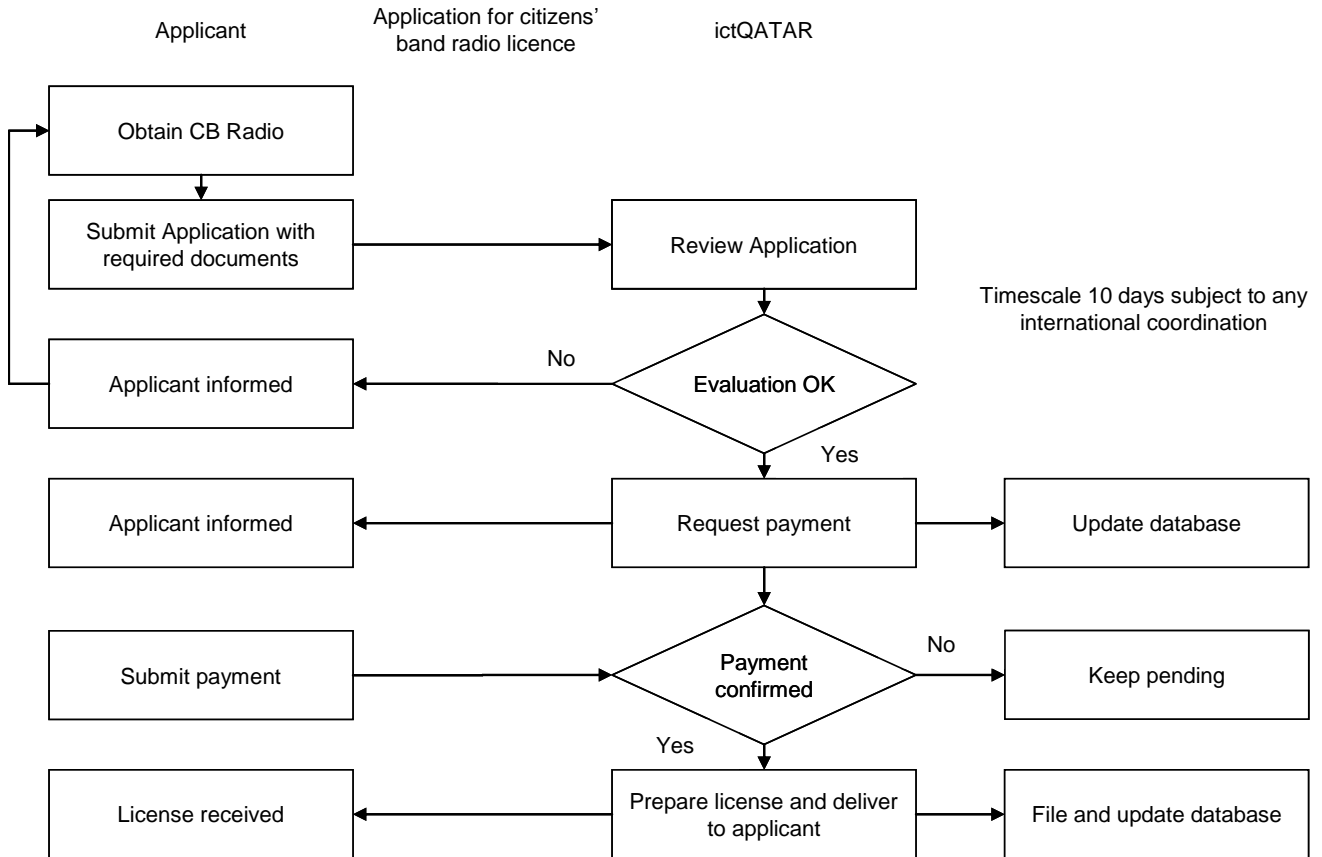 Applicant
Application for citizens’
band radio licence
ictQATAR
Obtain CB Radio
Submit Application with
required documents
Review Application
Timescale 10 days subject to any
international coordination
No
Applicant informed
Evaluation OK
Yes
Applicant informed
Request payment
Update database
No
Submit payment
Payment
confirmed
Keep pending
Yes
License received
Prepare license and deliver
to applicant
File and update database